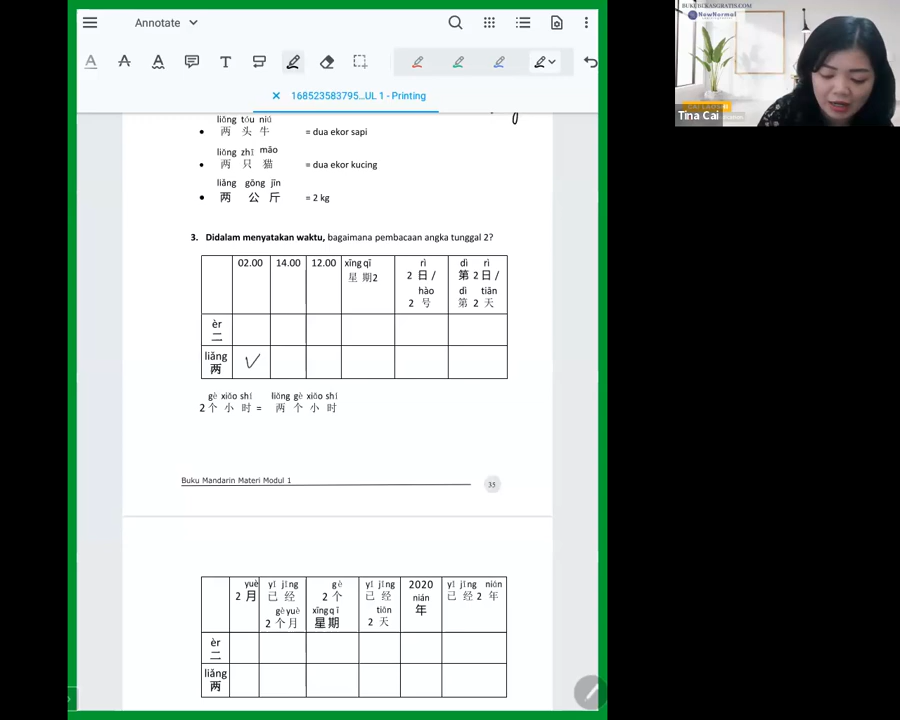 Annotate
168523583795...UL 1 - Printing
liǎng tóu niú
• 两 头 牛 = dua ekor sapi
liǎng zhī māo
• 两 只 猫 = dua ekor kucing
liǎng gōng jīn
• 两 公 斤 = 2 kg
3. Didalam menyatakan waktu, bagaimana pembacaan angka tunggal 2?
02.00 14.00 12.00 xīng qī rì dì rì
星 期2 2 日 / 第 2 日 /
hào dì tiān
2 号 第 2 天
èr
二
liǎng
两 ✓
gè xiǎo shí liǎng gè xiǎo shí
2 个 小 时 = 两 个 小 时
Buku Mandarin Materi Modul 1
35
yuè yǐ jīng gè yǐ jīng 2020 yǐ jīng nián
2 月 已 经 2 个 已 经 nián 已 经 2 年
gè yuè xīng qī tiān 年
2 个 月 星期 2 天
èr
二
liǎng
两
BUKUBEKASGRATIS.COM
NewNormal
Tina Cai